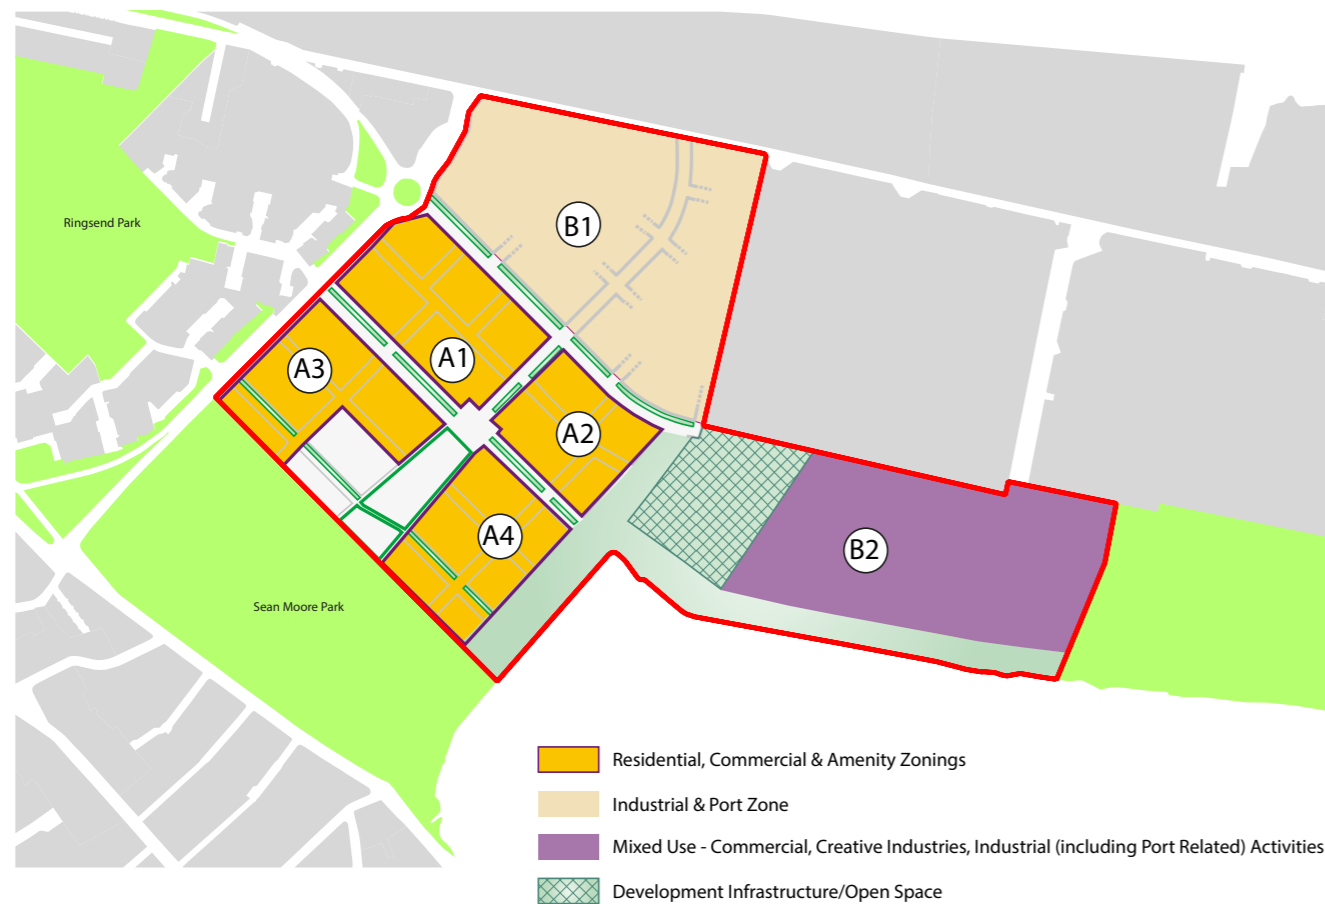 Ringsend Park
B1
A1
A3
A2
A4
B2
Sean Moore Park
Residential, Commercial & Amenity Zonings
Industrial & Port Zone
Mixed Use - Commercial, Creative Industries, Industrial (including Port Related) Activities
Development Infrastructure/Open Space